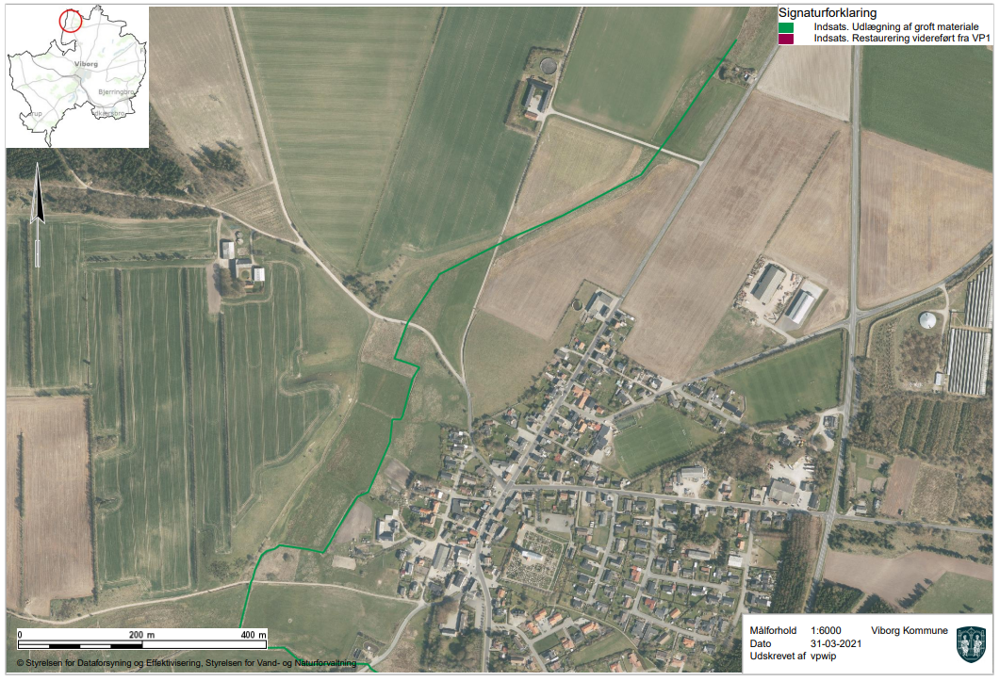 Viborg
Bjerringbro
Signaturforklaring
Indsats. Udlægning af groft materiale
Indsats. Restaurering videreført fra VP1
0 200 m 400 m
© Styrelsen for Dataforsyning og Effektivisering, Styrelsen for Vand- og Naturforvaltning
Målforhold 1:6000 Viborg Kommune
Dato 31-03-2021
Udskrevet af vpwip